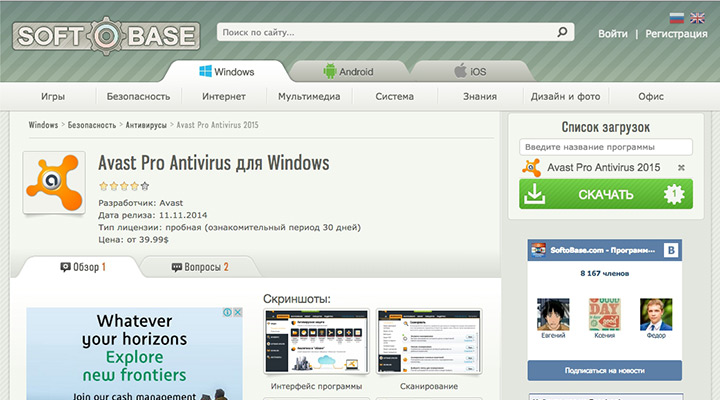 SOFT BASE
Поиск по сайту...
Войти | Регистрация
Windows
Android
iOS
Игры
Безопасность
Интернет
Мультимедиа
Система
Знания
Дизайн и фото
Офис
Windows > Безопасность > Антивирусы > Avast Pro Antivirus 2015
Avast Pro Antivirus для Windows
Разработчик: Avast
Дата релиза: 11.11.2014
Тип лицензии: пробная (ознакомительный период 30 дней)
Цена: от 39.99$
Обзор 1
Вопросы 2
Whatever
your horizons
Explore
new frontiers
Join our cash management
Скриншоты:
Интерфейс программы
Сканирование
Список загрузок
Введите название программы
Avast Pro Antivirus 2015
СКАЧАТЬ 1
SoftoBase.com - Программ...
B
8 167 членов
Евгений
Ксения
Федор
Подписаться на новости